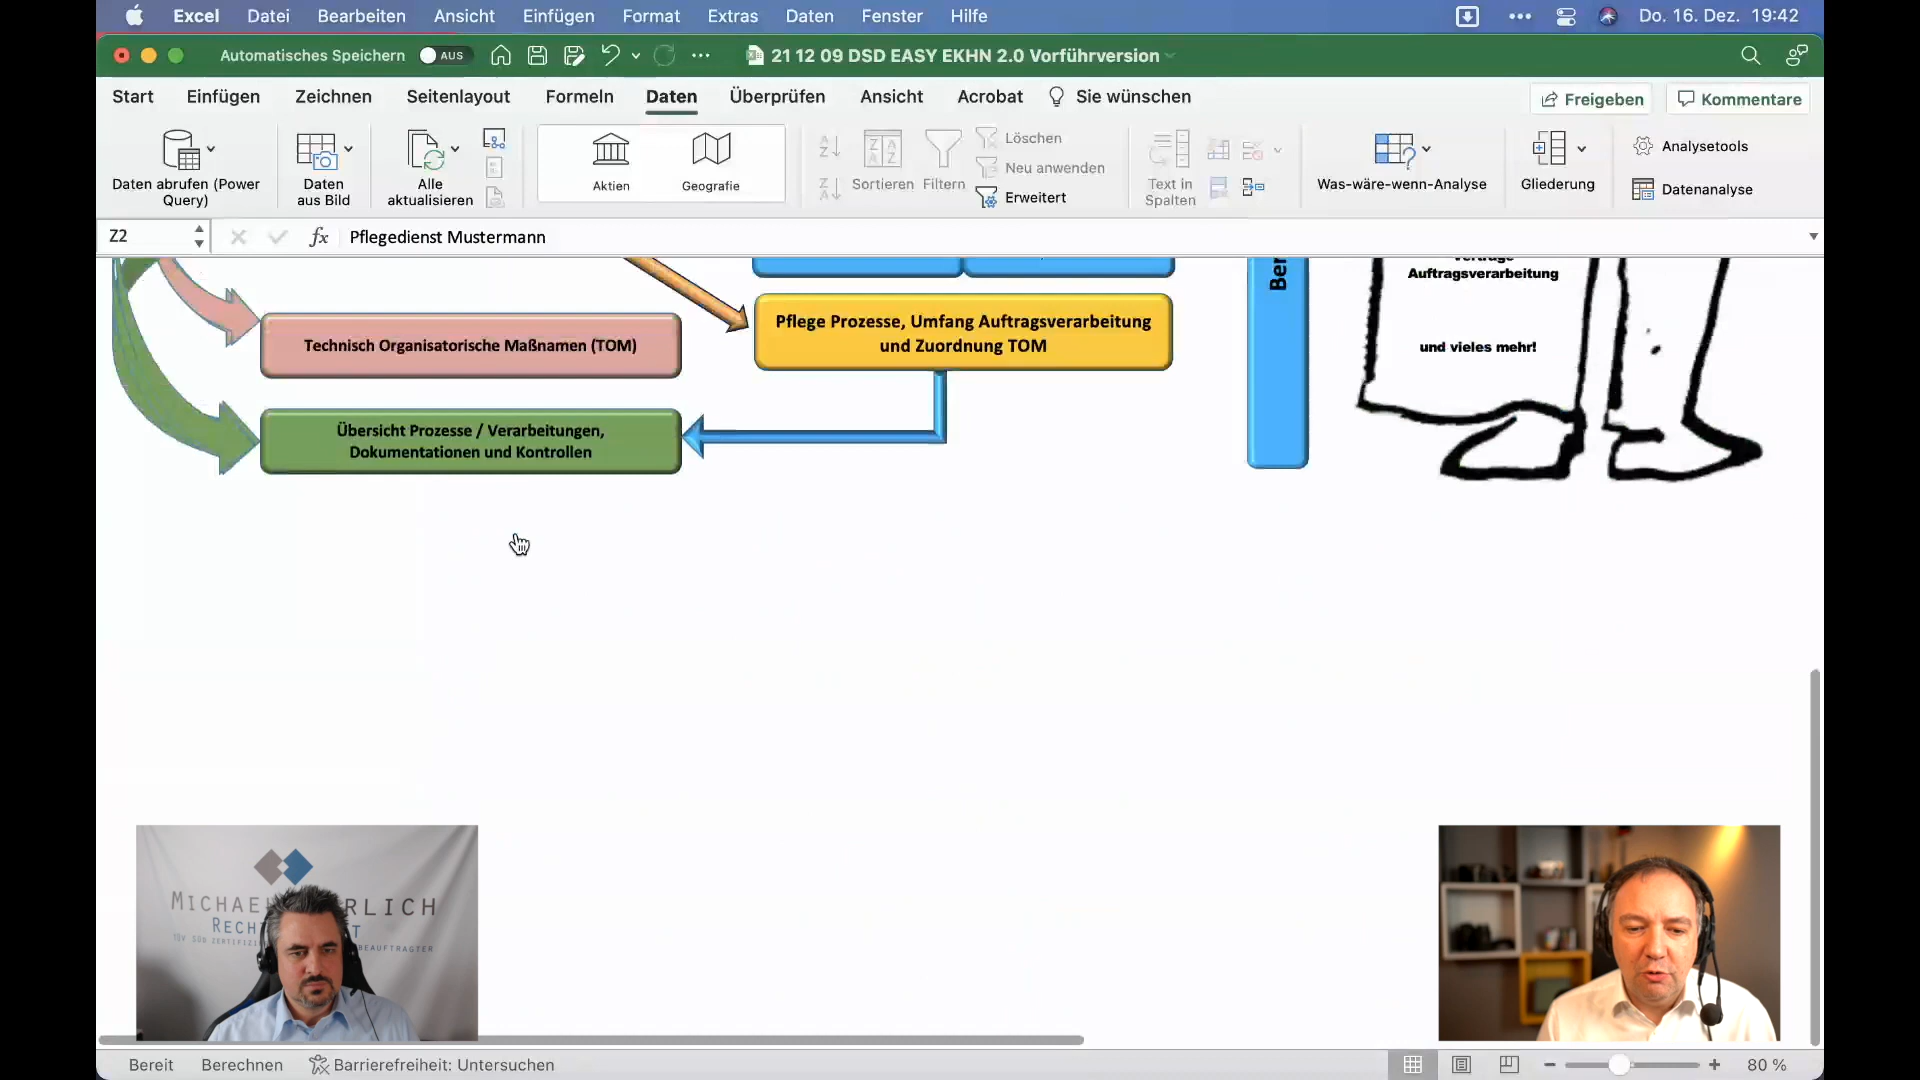 Excel Datei Bearbeiten Ansicht Einfügen Format Extras Daten Fenster Hilfe Do. 16. Dez. 19:42
Automatisches Speichern AUS 21 12 09 DSD EASY EKHN 2.0 Vorführversion
Start Einfügen Zeichnen Seitenlayout Formeln Daten Überprüfen Ansicht Acrobat Sie wünschen Freigeben Kommentare
Daten abrufen (Power
Query)
Daten
aus Bild
Alle
aktualisieren
Aktien
Geografie
Sortieren
Filtern
Löschen
Neu anwenden
Erweitert
Text in
Spalten
Was-wäre-wenn-Analyse
Gliederung
Analysetools
Datenanalyse
Z2 fx Pflegedienst Mustermann
Technisch Organisatorische Maßnamen (TOM)
Übersicht Prozesse / Verarbeitungen,
Dokumentationen und Kontrollen
Pflege Prozesse, Umfang Auftragsverarbeitung
und Zuordnung TOM
Ber
Verträge
Auftragsverarbeitung
und vieles mehr!
Bereit Berechnen Barrierefreiheit: Untersuchen 80 %